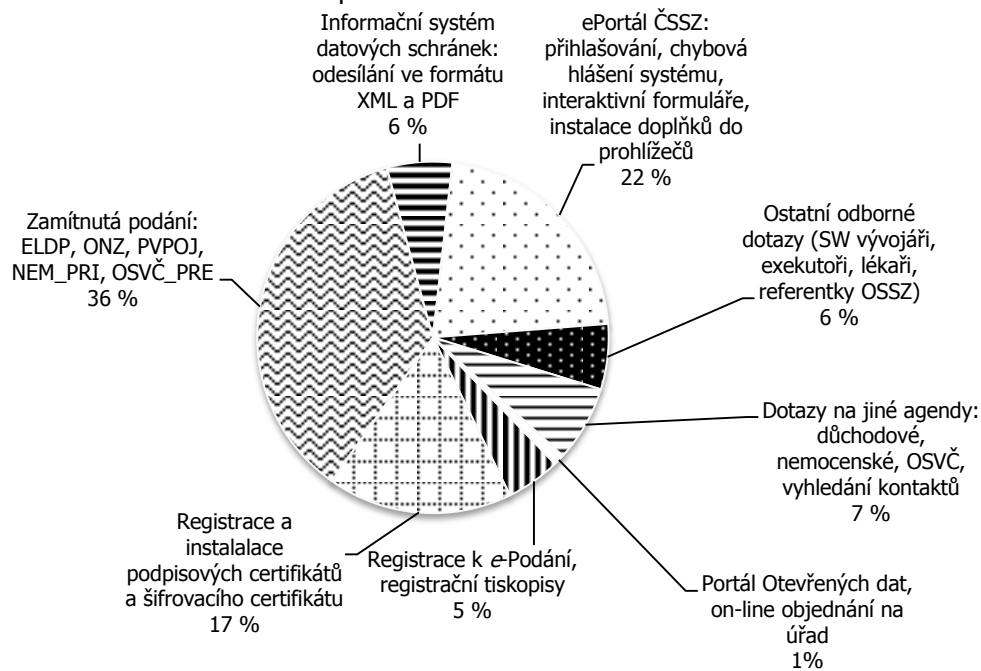 Informační systém
datových schránek:
odesílání ve formátu
XML a PDF
6 %
ePortál ČSSZ:
přihlašování, chybová
hlášení systému,
interaktivní formuláře,
instalace doplňků do
prohlížečů
22 %
Ostatní odborné
dotazy (SW vývojáři,
exekutoři, lékaři,
referentky OSSZ)
6 %
Dotazy na jiné agendy:
důchodové,
nemocenské, OSVČ,
vyhledání kontaktů
7 %
Portál Otevřených dat,
on-line objednání na
úřad
1%
Registrace k e-Podání,
registrační tiskopisy
5 %
Registrace a
instalalace
podpisových certifikátů
a šifrovacího certifikátu
17 %
Zamítnutá podání:
ELDP, ONZ, PVPOJ,
NEM_PRI, OSVČ_PRE
36 %